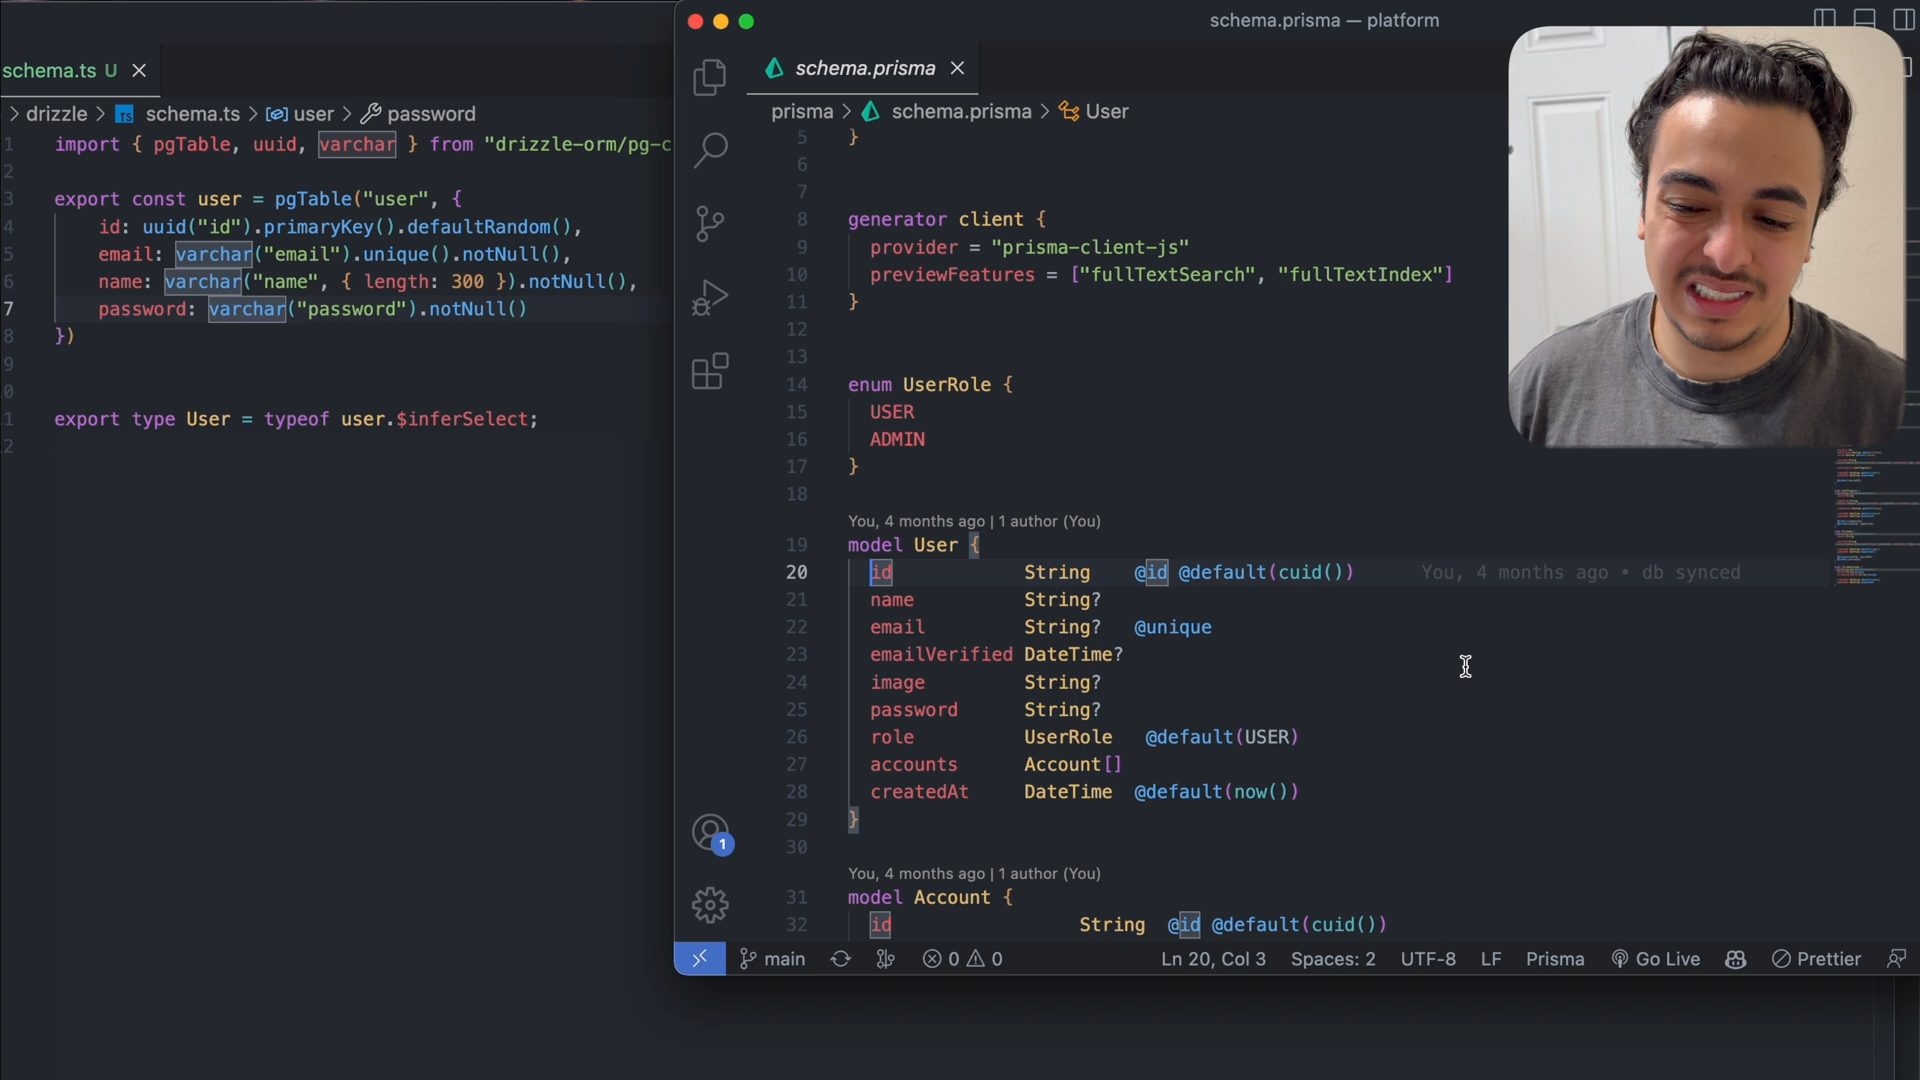 schema.ts U
drizzle > schema.ts > user > password
1 import { pgTable, uuid, varchar } from "drizzle-orm/pg-c
2
3 export const user = pgTable("user", {
4 id: uuid("id").primaryKey().defaultRandom(),
5 email: varchar("email").unique().notNull(),
6 name: varchar("name", { length: 300 }).notNull(),
7 password: varchar("password").notNull()
8 })
9
0
1 export type User = typeof user.$inferSelect;
2
schema.prisma — platform
schema.prisma
prisma > schema.prisma > User
5 }
6
7
8 generator client {
9 provider = "prisma-client-js"
10 previewFeatures = ["fullTextSearch", "fullTextIndex"]
11 }
12
13
14 enum UserRole {
15 USER
16 ADMIN
17 }
18
You, 4 months ago | 1 author (You)
19 model User {
20 id String @id @default(cuid()) You, 4 months ago • db synced
21 name String?
22 email String? @unique
23 emailVerified DateTime?
24 image String?
25 password String?
26 role UserRole @default(USER)
27 accounts Account[]
28 createdAt DateTime @default(now())
29 }
30
You, 4 months ago | 1 author (You)
31 model Account {
32 id String @id @default(cuid())
1
main 0 0 Ln 20, Col 3 Spaces: 2 UTF-8 LF Prisma Go Live Prettier